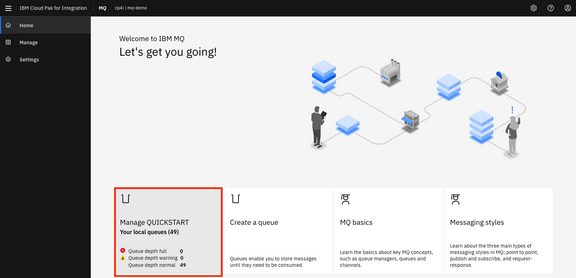 IBM Cloud Pak for Integration MQ cp4i | mq-demo
Home
Manage
Settings
Welcome to IBM MQ
Let's get you going!
Manage QUICKSTART
Your local queues (49)
Queue depth full 0
Queue depth warning 0
Queue depth normal 49
Create a queue
Queues enable you to store messages
until they need to be consumed.
MQ basics
Learn the basics about key MQ concepts,
such as queue managers, queues and
channels.
Messaging styles
Learn about the three main types of
messaging styles in MQ; point to point,
publish and subscribe, and request-
response.